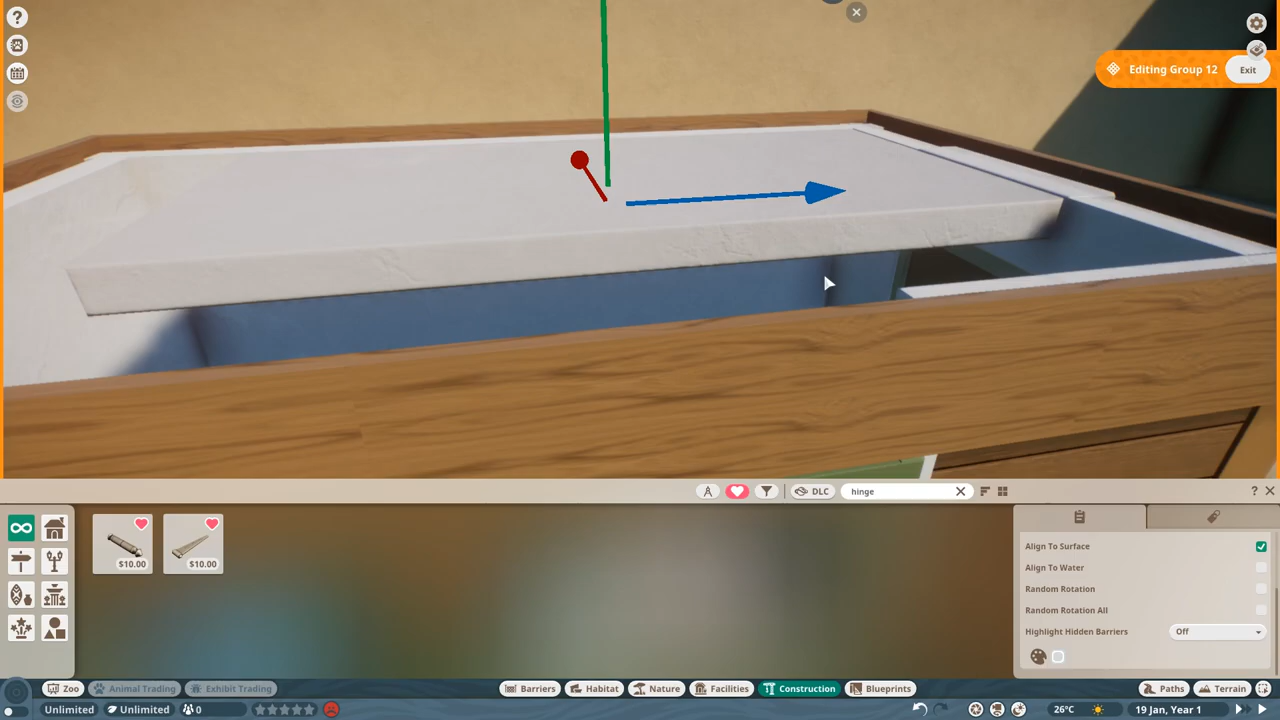 ?
Editing Group 12 Exit
DLC hinge ? ×
$10.00 $10.00
Align To Surface
Align To Water
Random Rotation
Random Rotation All
Highlight Hidden Barriers Off
Zoo Animal Trading Exhibit Trading Barriers Habitat Nature Facilities Construction Blueprints Paths Terrain
Unlimited Unlimited 0 26°C 19 Jan, Year 1